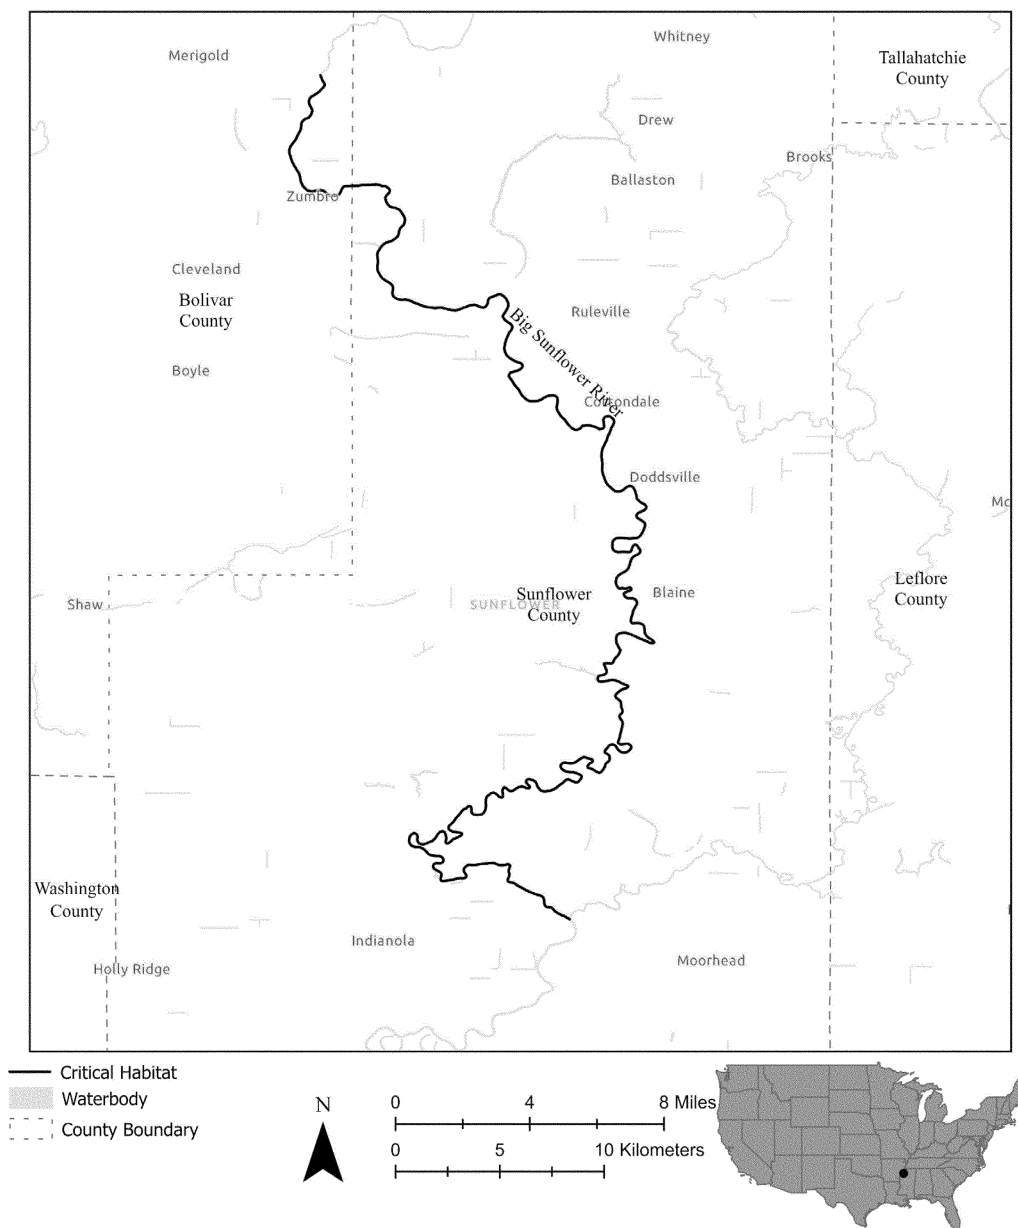 Merigold
Whitney
Tallahatchie
County
Drew
Brooks
Ballaston
Zumbro
Cleveland
Bolivar
County
Ruleville
Big Sunflower River
Boyle
Cottondale
Doddsville
Mc
Leflore
County
Shaw
SUNFLOWER
Sunflower
County
Blaine
Washington
County
Indianola
Moorhead
Holly Ridge
Critical Habitat
Waterbody
County Boundary
N
0 4 8 Miles
0 5 10 Kilometers